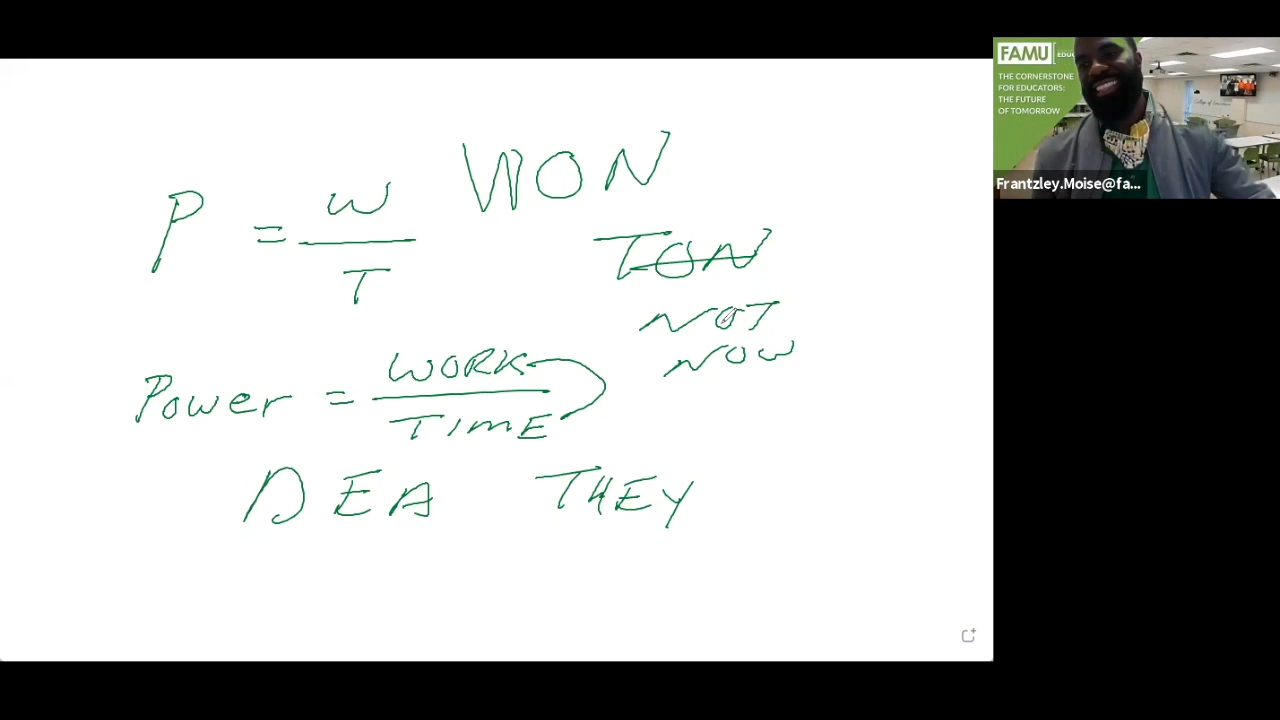 P = W / T
WON
TON
NOT
NOW
Power = WORK / TIME
DEA THEY
FAMU EDUC
THE CORNERSTONE
FOR EDUCATORS;
THE FUTURE
OF TOMORROW
Frantzley.Moise@fa...